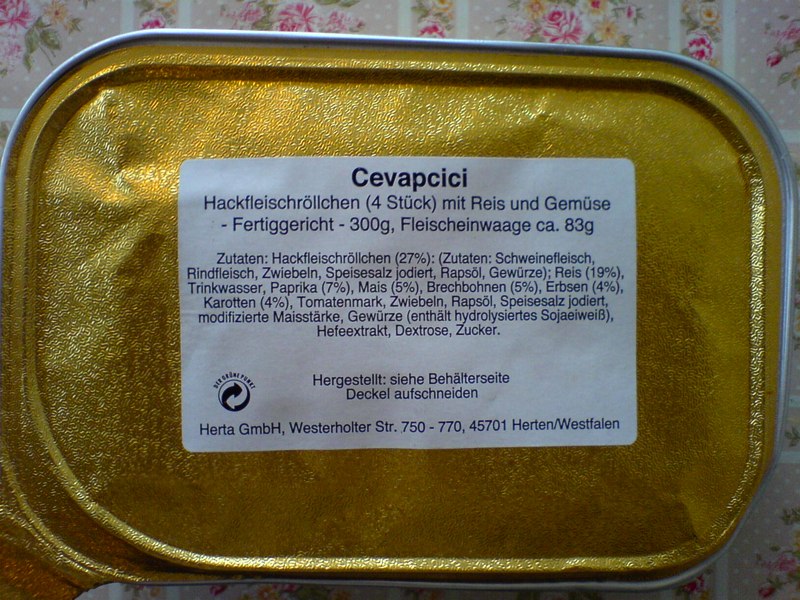 Cevapcici
Hackfleischröllchen (4 Stück) mit Reis und Gemüse
- Fertiggericht - 300g, Fleischeinwaage ca. 83g
Zutaten: Hackfleischröllchen (27%): (Zutaten: Schweinefleisch,
Rindfleisch, Zwiebeln, Speisesalz jodiert, Rapsöl, Gewürze); Reis (19%),
Trinkwasser, Paprika (7%), Mais (5%), Brechbohnen (5%), Erbsen (4%),
Karotten (4%), Tomatenmark, Zwiebeln, Rapsöl, Speisesalz jodiert,
modifizierte Maisstärke, Gewürze (enthält hydrolysiertes Sojaeiweiß),
Hefeextrakt, Dextrose, Zucker.
DER GRÜNE PUNKT
Hergestellt: siehe Behälterseite
Deckel aufschneiden
Herta GmbH, Westerholter Str. 750 - 770, 45701 Herten/Westfalen